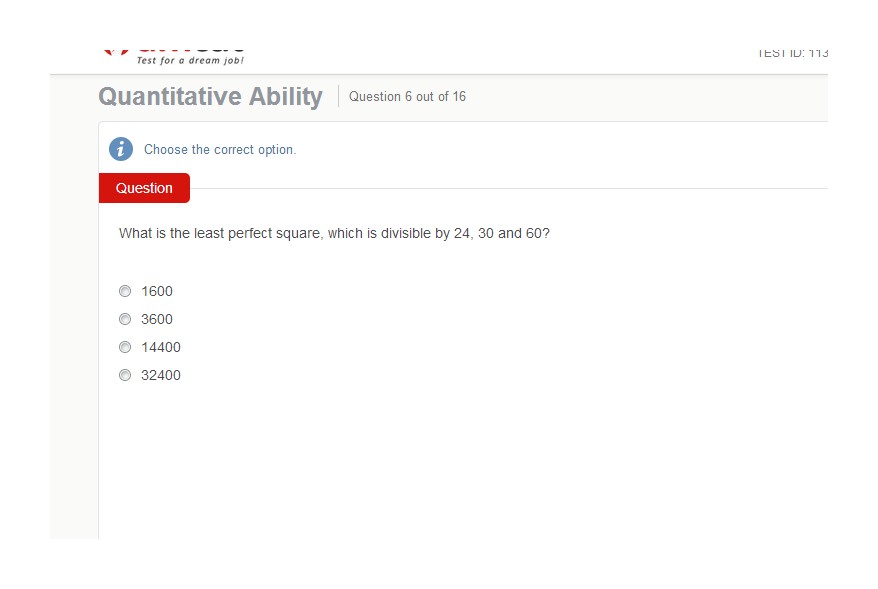 Test for a dream job!
TEST ID: 113
Quantitative Ability
Question 6 out of 16
Choose the correct option.
Question
What is the least perfect square, which is divisible by 24, 30 and 60?
1600
3600
14400
32400